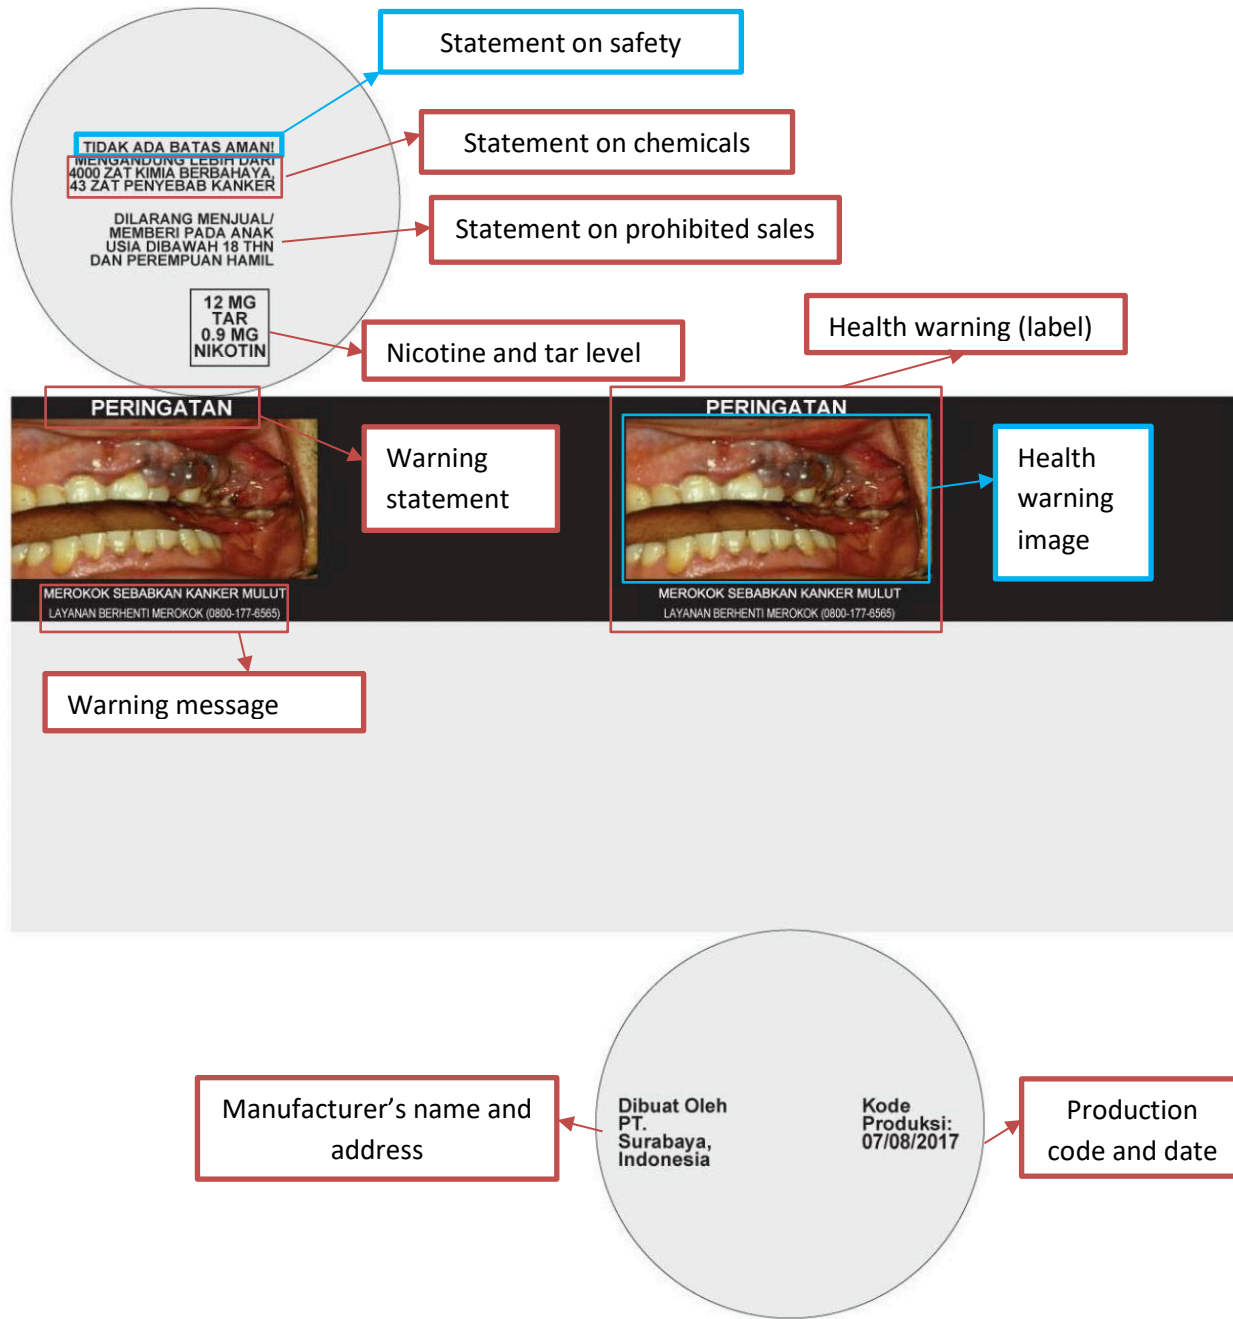 Statement on safety
TIDAK ADA BATAS AMAN!
MENGANDUNG LEBIH DARI
4000 ZAT KIMIA BERBAHAYA,
43 ZAT PENYEBAB KANKER
Statement on chemicals
DILARANG MENJUAL/
MEMBERI PADA ANAK
USIA DIBAWAH 18 THN
DAN PEREMPUAN HAMIL
Statement on prohibited sales
12 MG
TAR
0.9 MG
NIKOTIN
Nicotine and tar level
Health warning (label)
PERINGATAN
Warning
statement
MEROKOK SEBABKAN KANKER MULUT
LAYANAN BERHENTI MEROKOK (0800-177-6565)
PERINGATAN
Health
warning
image
MEROKOK SEBABKAN KANKER MULUT
LAYANAN BERHENTI MEROKOK (0800-177-6565)
Warning message
Manufacturer’s name and
address
Dibuat Oleh
PT.
Surabaya,
Indonesia
Kode
Produksi:
07/08/2017
Production
code and date